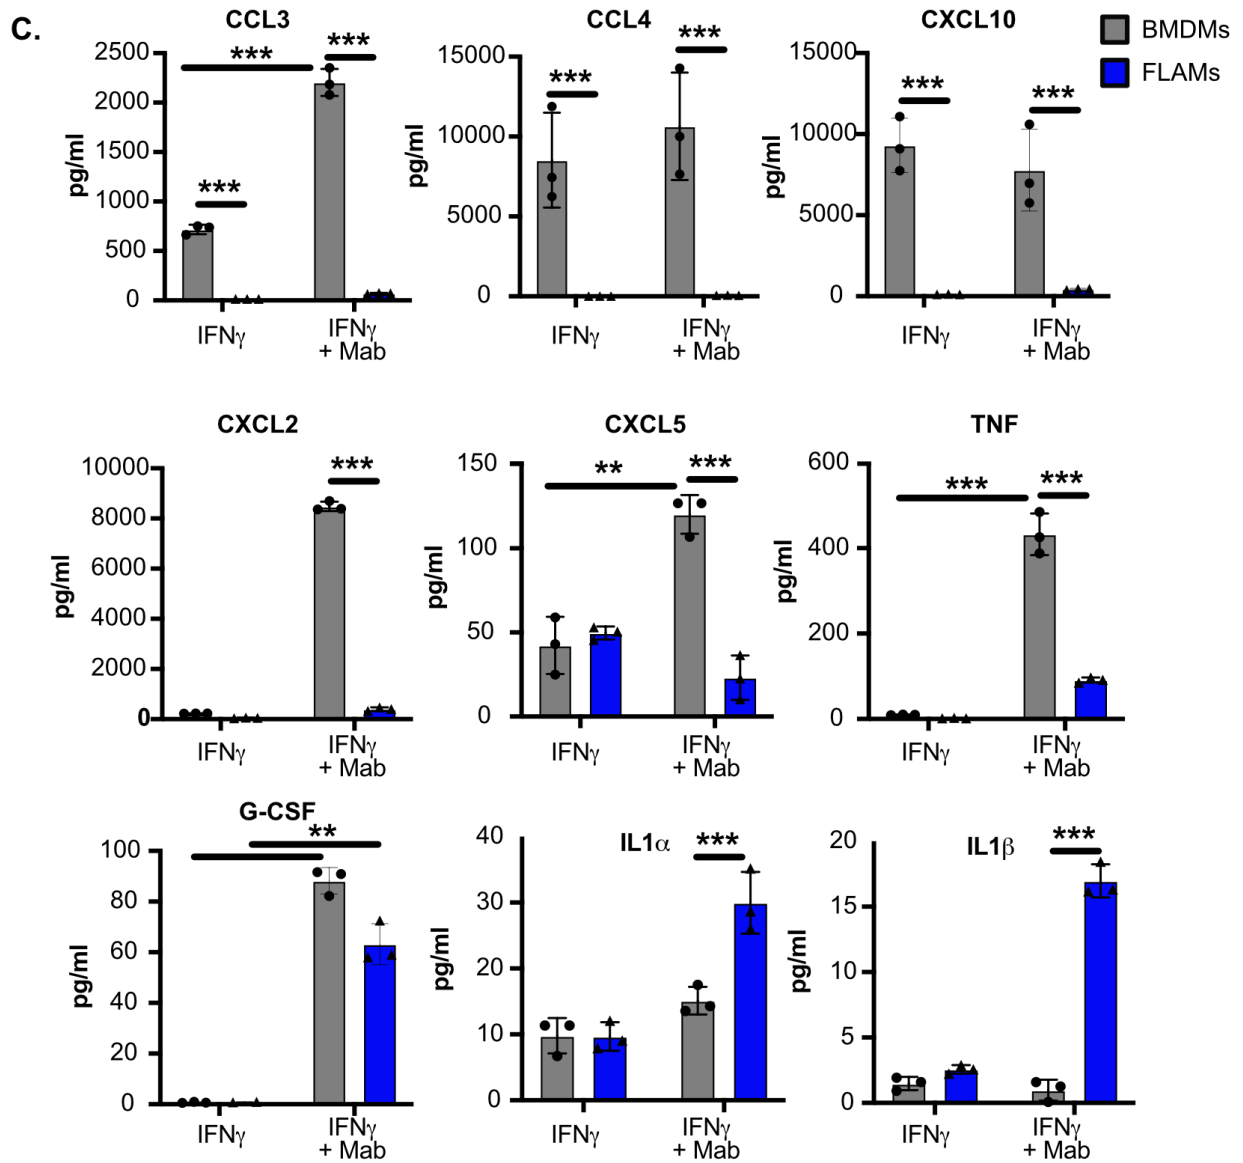 C.
CCL3
CCL4
CXCL10
BMDMs
FLAMs
pg/ml
2500
2000
1500
1000
500
0
***
***
***
IFNγ
IFNγ
+ Mab
pg/ml
15000
10000
5000
0
***
***
IFNγ
IFNγ
+ Mab
pg/ml
15000
10000
5000
0
***
***
IFNγ
IFNγ
+ Mab
CXCL2
CXCL5
TNF
pg/ml
10000
8000
6000
4000
2000
0
***
IFNγ
IFNγ
+ Mab
pg/ml
150
100
50
0
**
***
IFNγ
IFNγ
+ Mab
pg/ml
600
400
200
0
***
***
IFNγ
IFNγ
+ Mab
G-CSF
IL1α
IL1β
pg/ml
100
80
60
40
20
0
**
IFNγ
IFNγ
+ Mab
pg/ml
40
30
20
10
0
***
IFNγ
IFNγ
+ Mab
pg/ml
20
15
10
5
0
***
IFNγ
IFNγ
+ Mab